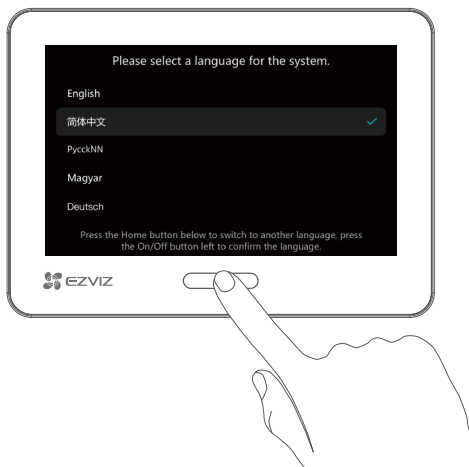 Please select a language for the system.
English
简体中文
PycckNN
Magyar
Deutsch
Press the Home button below to switch to another language, press
the On/Off button left to confirm the language.
EZVIZ